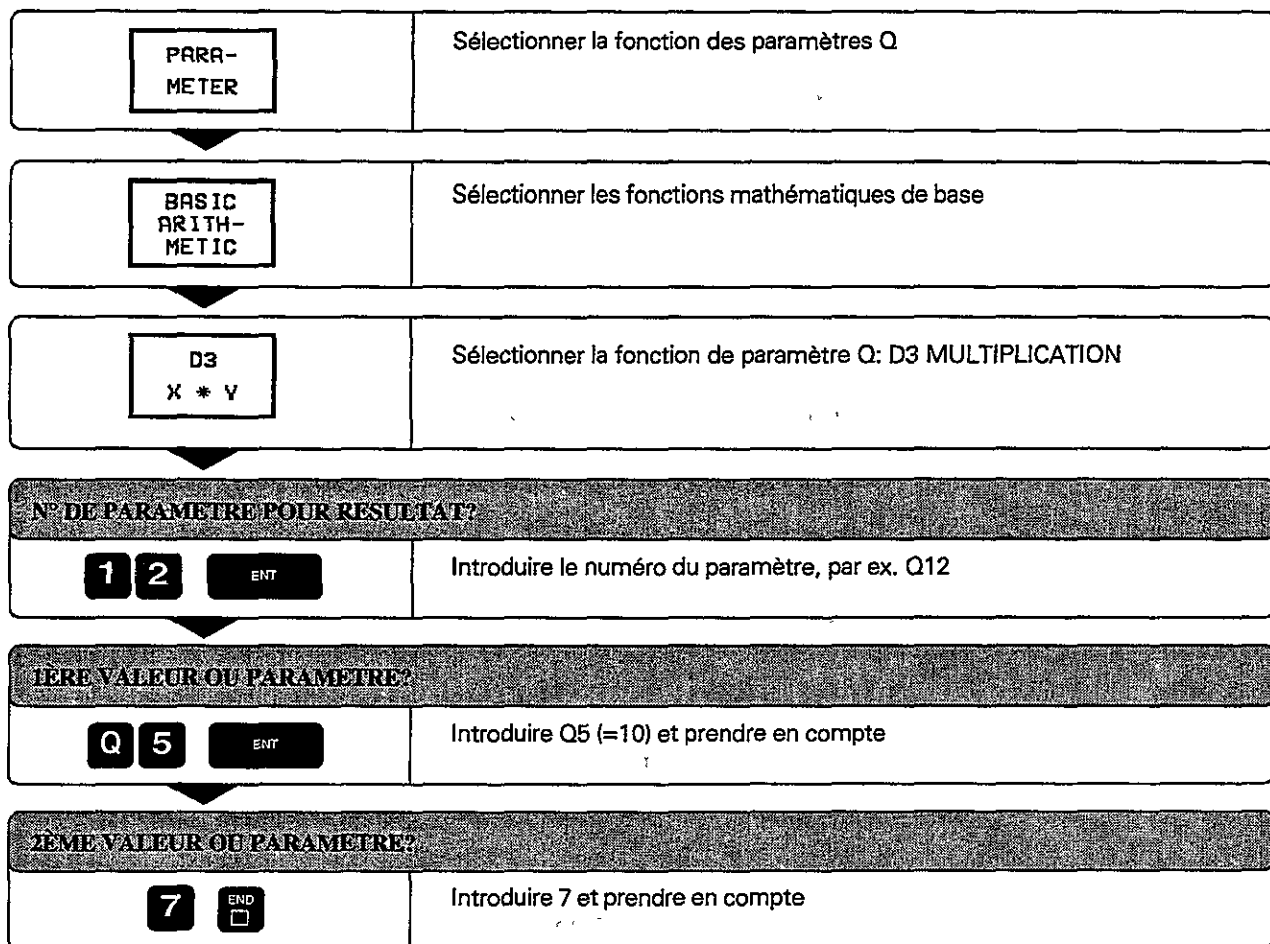 PARA-
METER
Sélectionner la fonction des paramètres Q
BASIC
ARITH-
METIC
Sélectionner les fonctions mathématiques de base
D3
X * Y
Sélectionner la fonction de paramètre Q: D3 MULTIPLICATION
N° DE PARAMETRE POUR RESULTAT?
1 2 ENT
Introduire le numéro du paramètre, par ex. Q12
1ÈRE VALEUR OU PARAMETRE?
Q 5 ENT
Introduire Q5 (=10) et prendre en compte
2ÈME VALEUR OU PARAMETRE?
7 END
Introduire 7 et prendre en compte